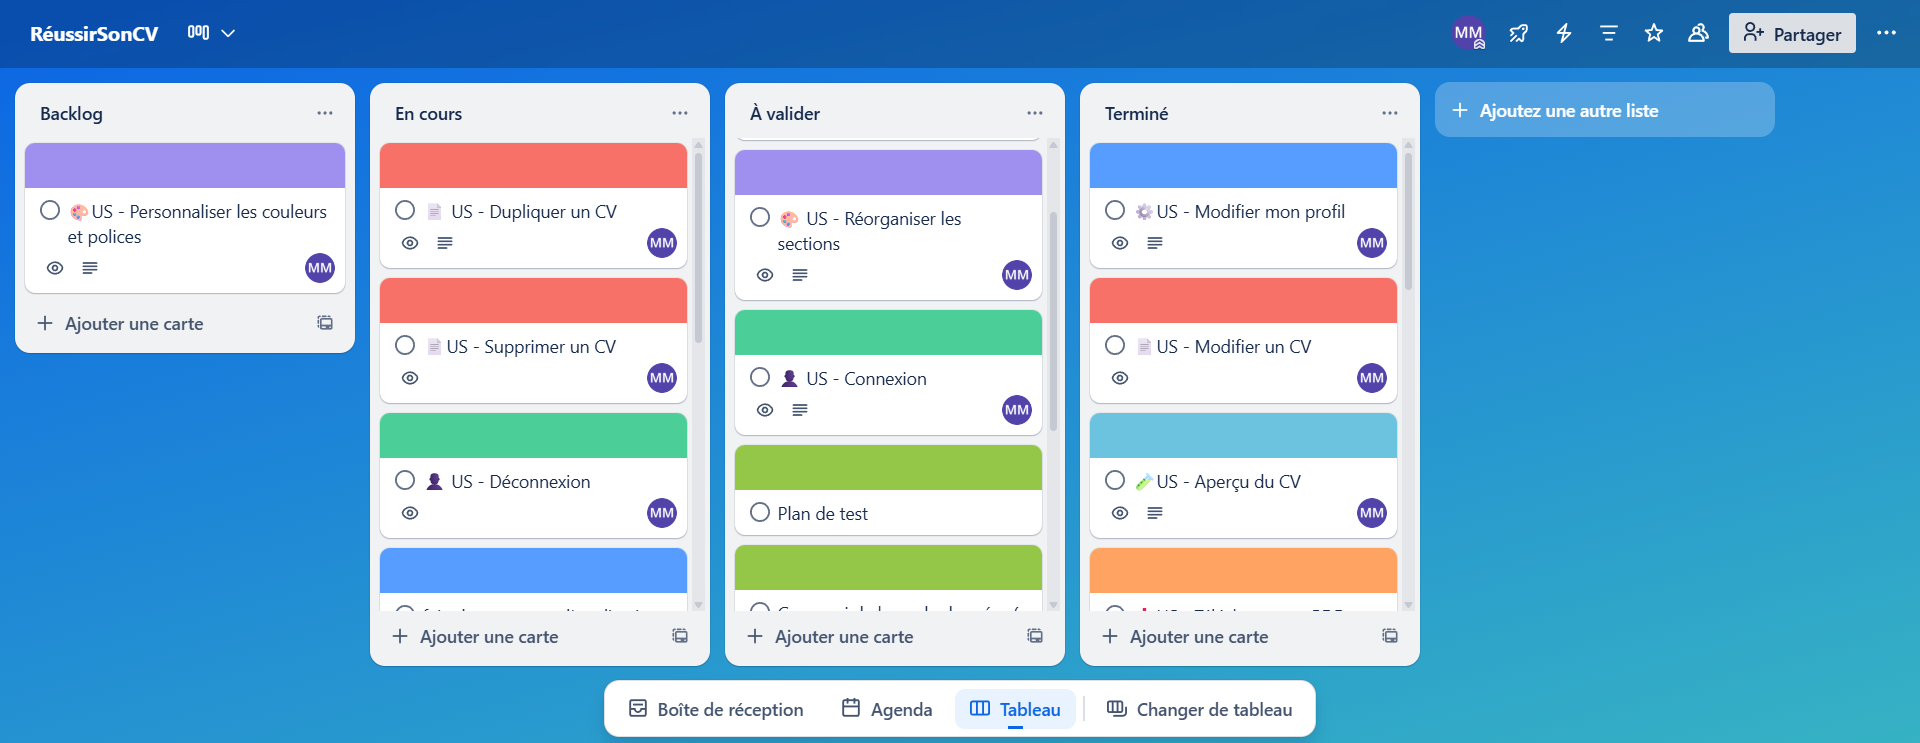 RéussirSonCV
MM
Partager
Backlog
US - Personnaliser les couleurs
et polices
MM
Ajouter une carte
En cours
US - Dupliquer un CV
MM
US - Supprimer un CV
MM
US - Déconnexion
MM
Ajouter une carte
À valider
US - Réorganiser les
sections
MM
US - Connexion
MM
Plan de test
Ajouter une carte
Terminé
US - Modifier mon profil
MM
US - Modifier un CV
MM
US - Aperçu du CV
MM
Ajouter une carte
Ajoutez une autre liste
Boîte de réception
Agenda
Tableau
Changer de tableau